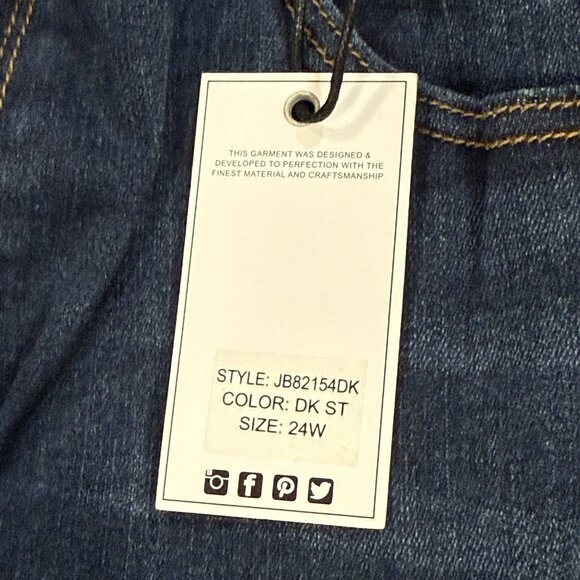 THIS GARMENT WAS DESIGNED &
DEVELOPED TO PERFECTION WITH THE
FINEST MATERIAL AND CRAFTSMANSHIP
STYLE: JB82154DK
COLOR: DK ST
SIZE: 24W